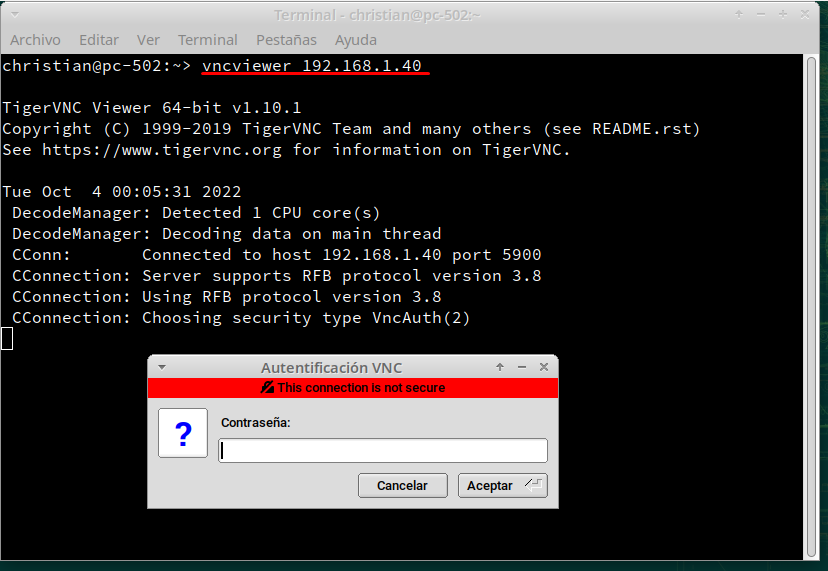 Terminal - christian@pc-502:~
Archivo Editar Ver Terminal Pestañas Ayuda
christian@pc-502:~> vncviewer 192.168.1.40
TigerVNC Viewer 64-bit v1.10.1
Copyright (C) 1999-2019 TigerVNC Team and many others (see README.rst)
See https://www.tigervnc.org for information on TigerVNC.
Tue Oct  4 00:05:31 2022
DecodeManager: Detected 1 CPU core(s)
DecodeManager: Decoding data on main thread
CConn:       Connected to host 192.168.1.40 port 5900
CConnection: Server supports RFB protocol version 3.8
CConnection: Using RFB protocol version 3.8
CConnection: Choosing security type VncAuth(2)
Autentificación VNC
This connection is not secure
?
Contraseña:
Cancelar Aceptar